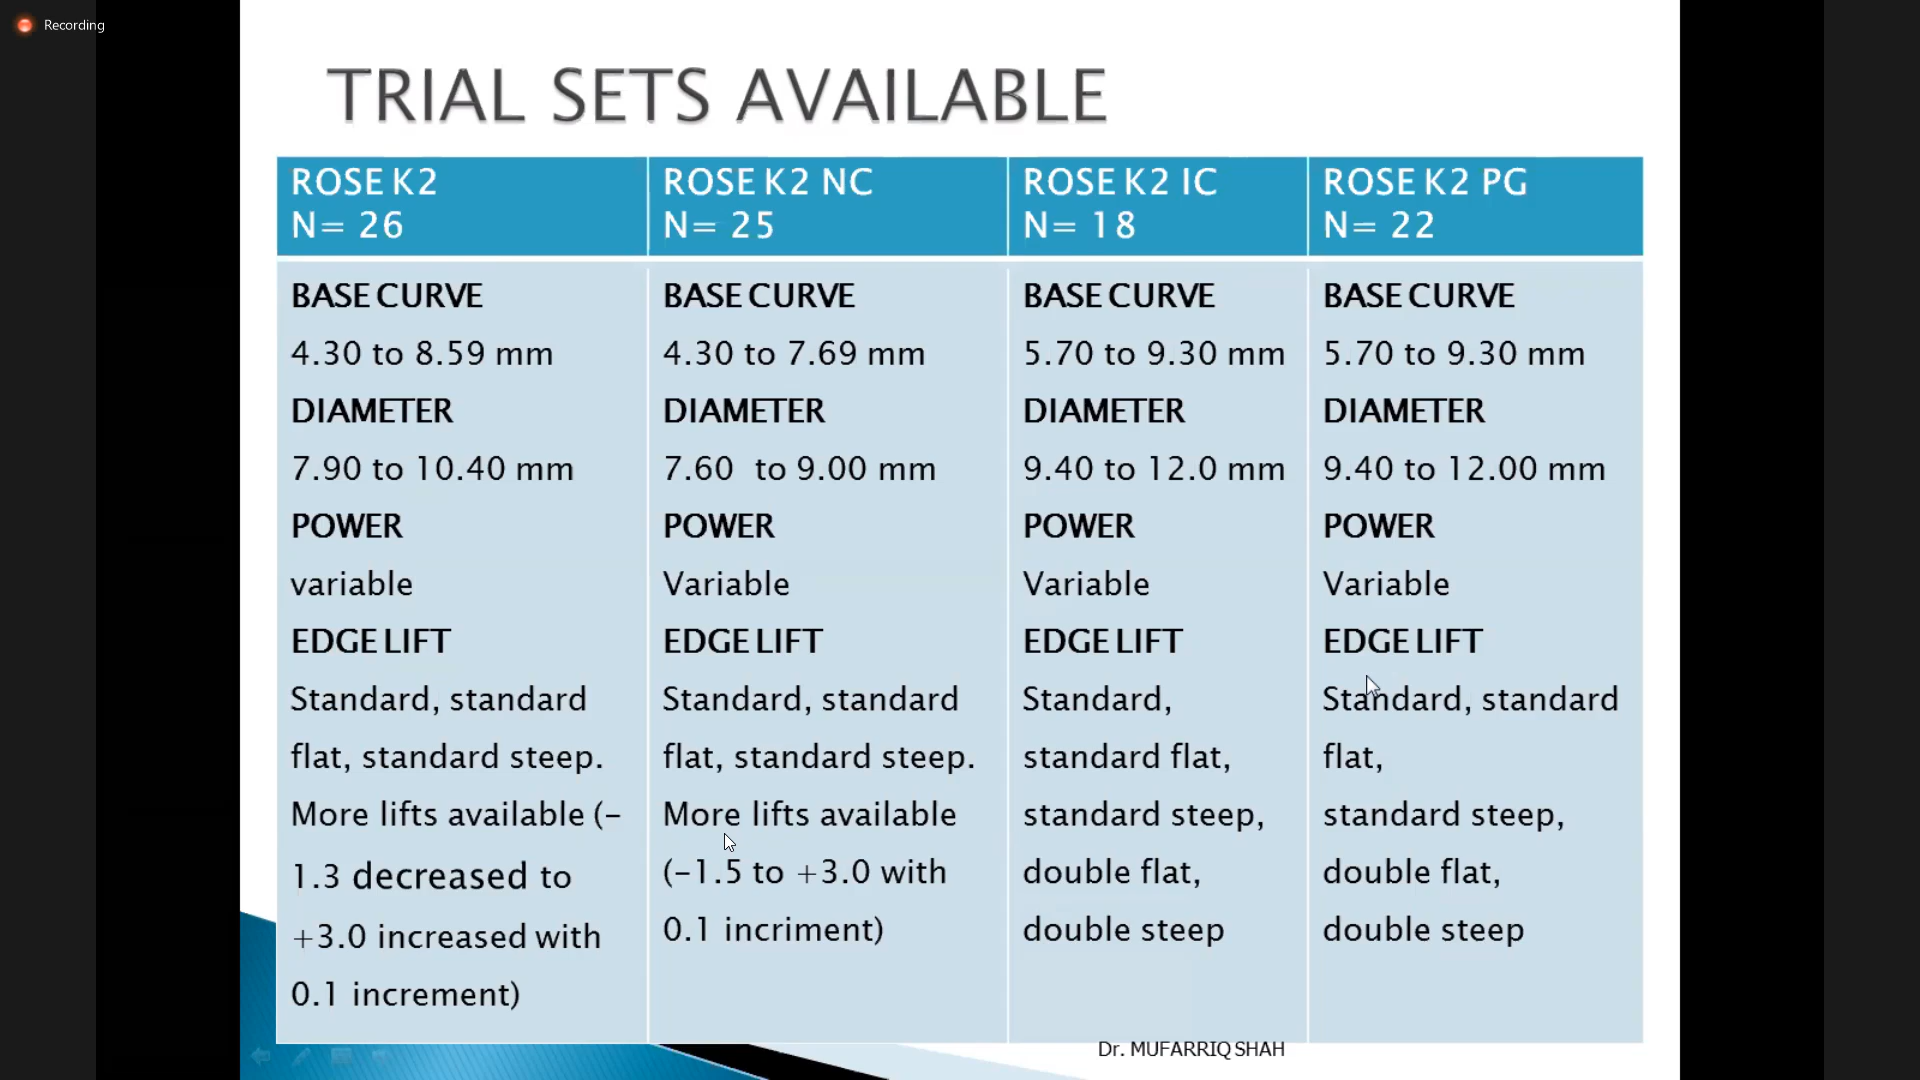 Recording
TRIAL SETS AVAILABLE
ROSE K2
N= 26
BASE CURVE
4.30 to 8.59 mm
DIAMETER
7.90 to 10.40 mm
POWER
variable
EDGE LIFT
Standard, standard
flat, standard steep.
More lifts available (-
1.3 decreased to
+3.0 increased with
0.1 increment)
ROSE K2 NC
N= 25
BASE CURVE
4.30 to 7.69 mm
DIAMETER
7.60 to 9.00 mm
POWER
Variable
EDGE LIFT
Standard, standard
flat, standard steep.
More lifts available
(-1.5 to +3.0 with
0.1 incriment)
ROSE K2 IC
N= 18
BASE CURVE
5.70 to 9.30 mm
DIAMETER
9.40 to 12.0 mm
POWER
Variable
EDGE LIFT
Standard,
standard flat,
standard steep,
double flat,
double steep
ROSE K2 PG
N= 22
BASE CURVE
5.70 to 9.30 mm
DIAMETER
9.40 to 12.00 mm
POWER
Variable
EDGE LIFT
Standard, standard
flat,
standard steep,
double flat,
double steep
Dr. MUFARRIQ SHAH